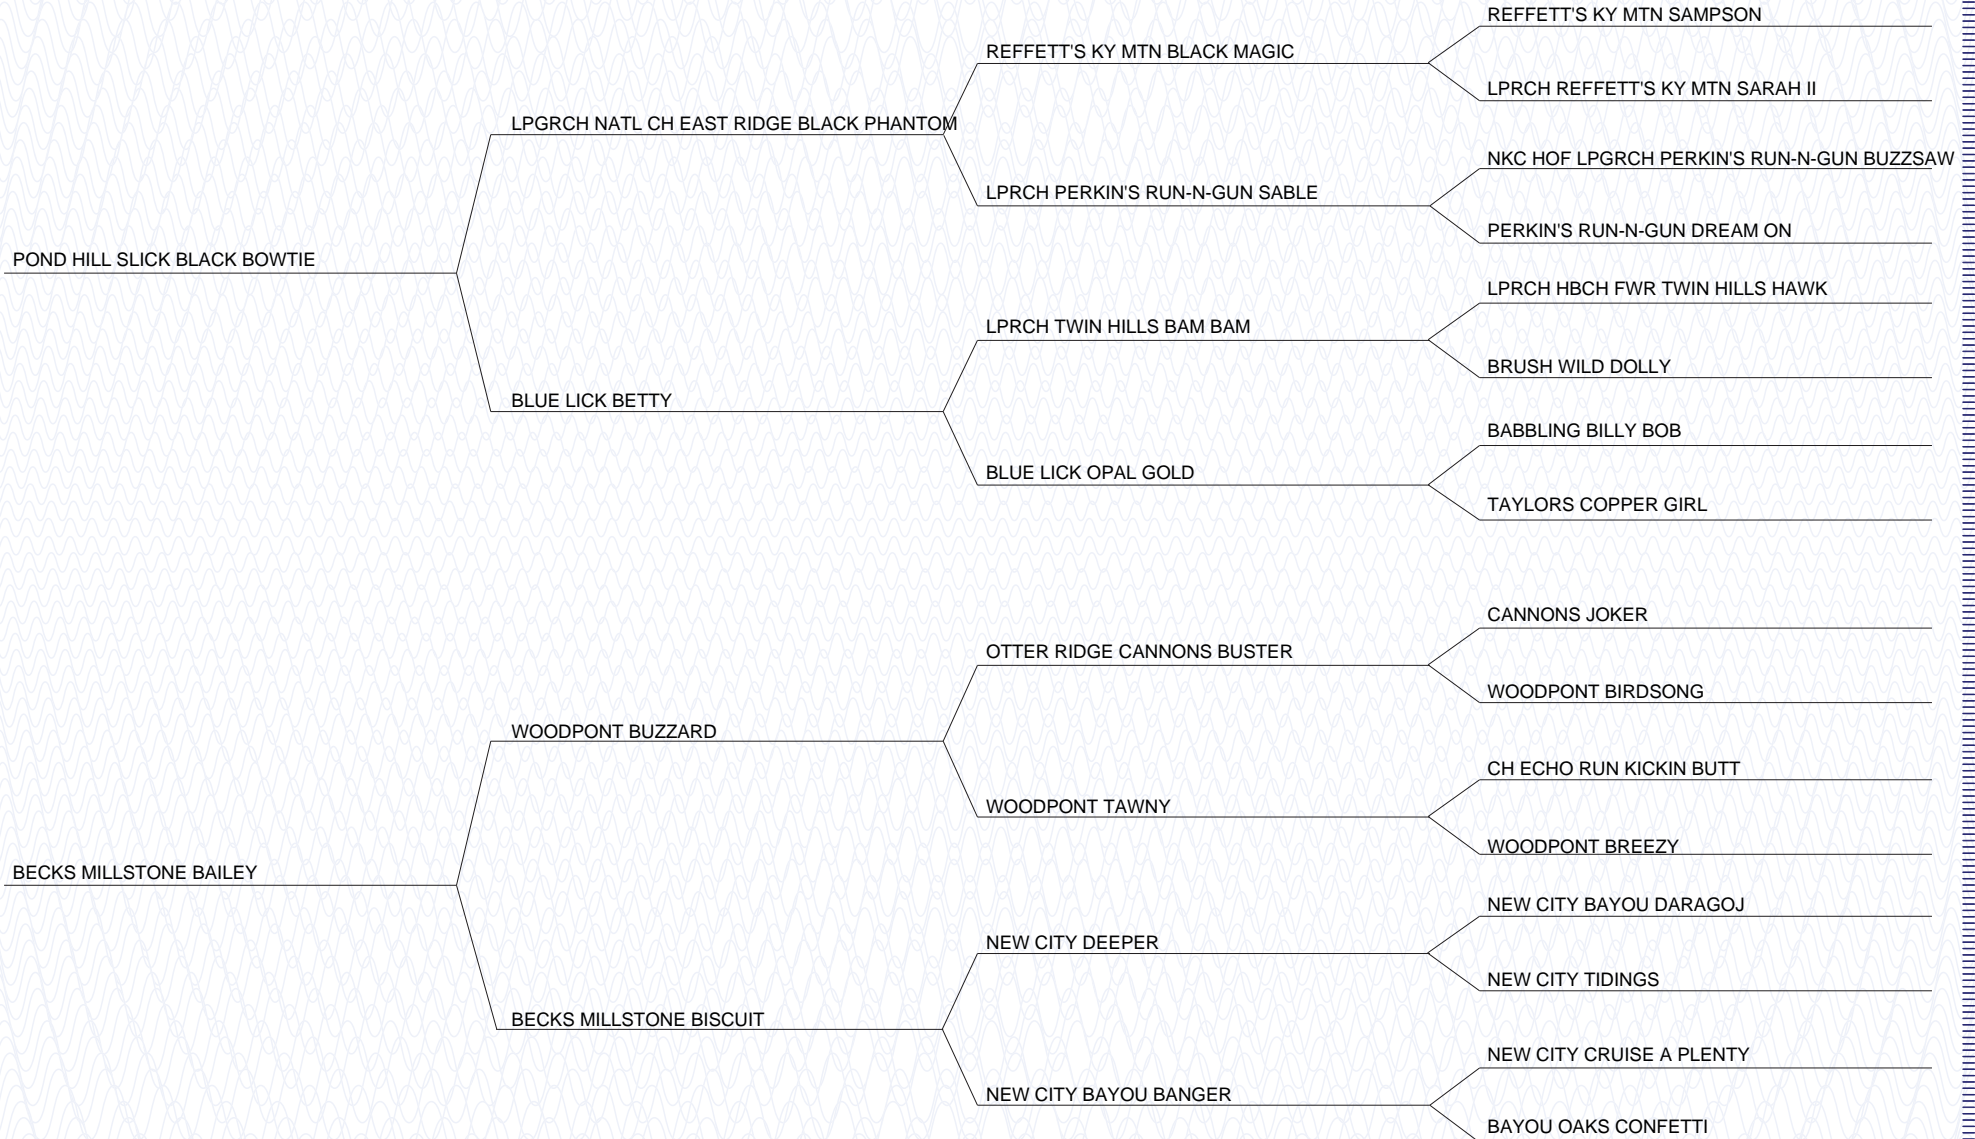 REFFETT'S KY MTN SAMPSON
REFFETT'S KY MTN BLACK MAGIC
LPRCH REFFETT'S KY MTN SARAH II
LPGRCH NATL CH EAST RIDGE BLACK PHANTOM
NKC HOF LPGRCH PERKIN'S RUN-N-GUN BUZZSAW
LPRCH PERKIN'S RUN-N-GUN SABLE
PERKIN'S RUN-N-GUN DREAM ON
POND HILL SLICK BLACK BOWTIE
LPRCH HBCH FWR TWIN HILLS HAWK
LPRCH TWIN HILLS BAM BAM
BRUSH WILD DOLLY
BLUE LICK BETTY
BABBLING BILLY BOB
BLUE LICK OPAL GOLD
TAYLORS COPPER GIRL
CANNONS JOKER
OTTER RIDGE CANNONS BUSTER
WOODPONT BIRDSONG
WOODPONT BUZZARD
CH ECHO RUN KICKIN BUTT
WOODPONT TAWNY
WOODPONT BREEZY
BECKS MILLSTONE BAILEY
NEW CITY BAYOU DARAGOJ
NEW CITY DEEPER
NEW CITY TIDINGS
BECKS MILLSTONE BISCUIT
NEW CITY CRUISE A PLENTY
NEW CITY BAYOU BANGER
BAYOU OAKS CONFETTI